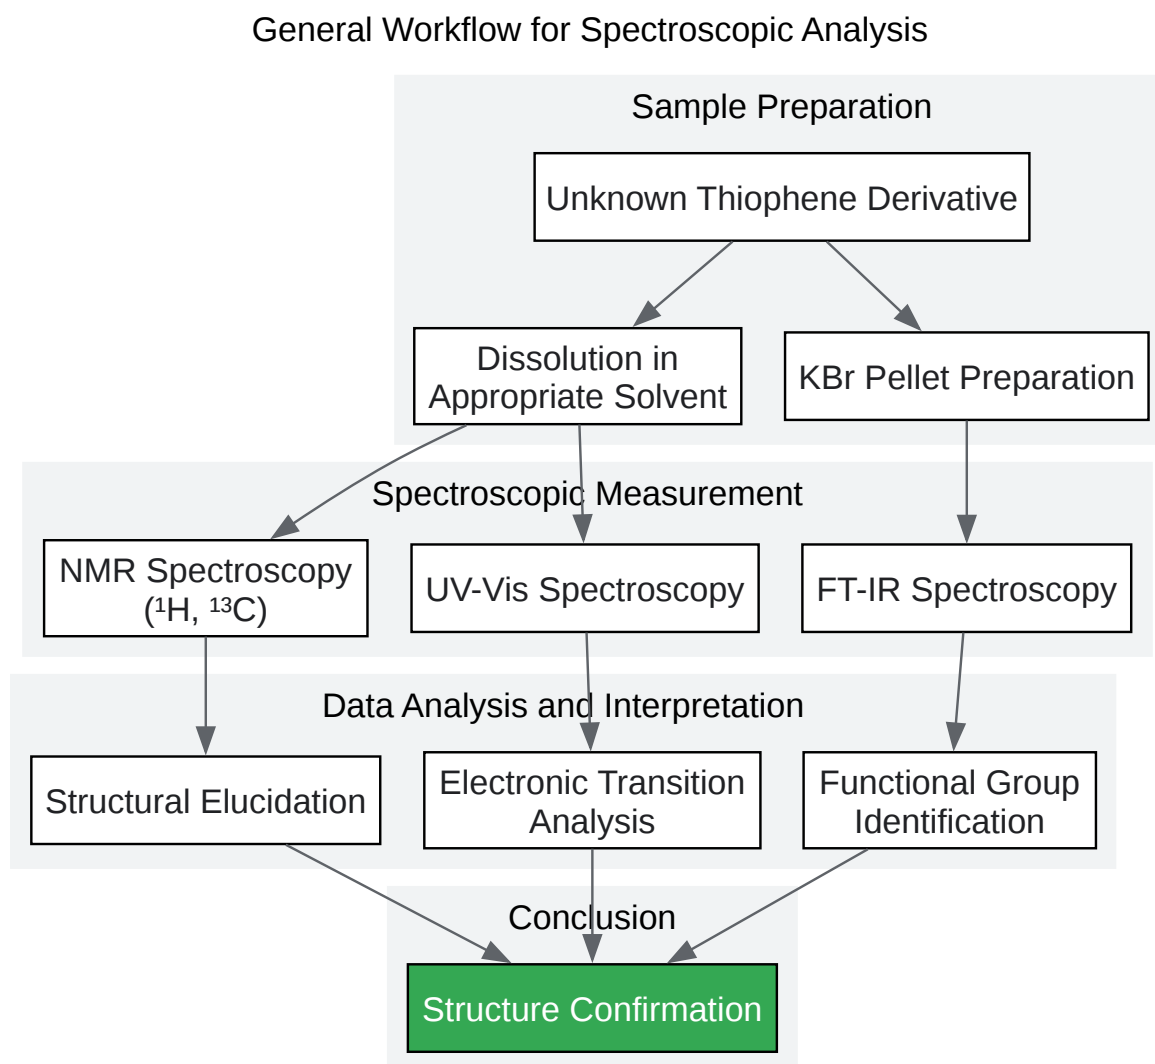 General Workflow for Spectroscopic Analysis
Sample Preparation
Unknown Thiophene Derivative
Dissolution in
Appropriate Solvent
KBr Pellet Preparation
Spectroscopic Measurement
NMR Spectroscopy
(¹H, ¹³C)
UV-Vis Spectroscopy
FT-IR Spectroscopy
Data Analysis and Interpretation
Structural Elucidation
Electronic Transition
Analysis
Functional Group
Identification
Conclusion
Structure Confirmation